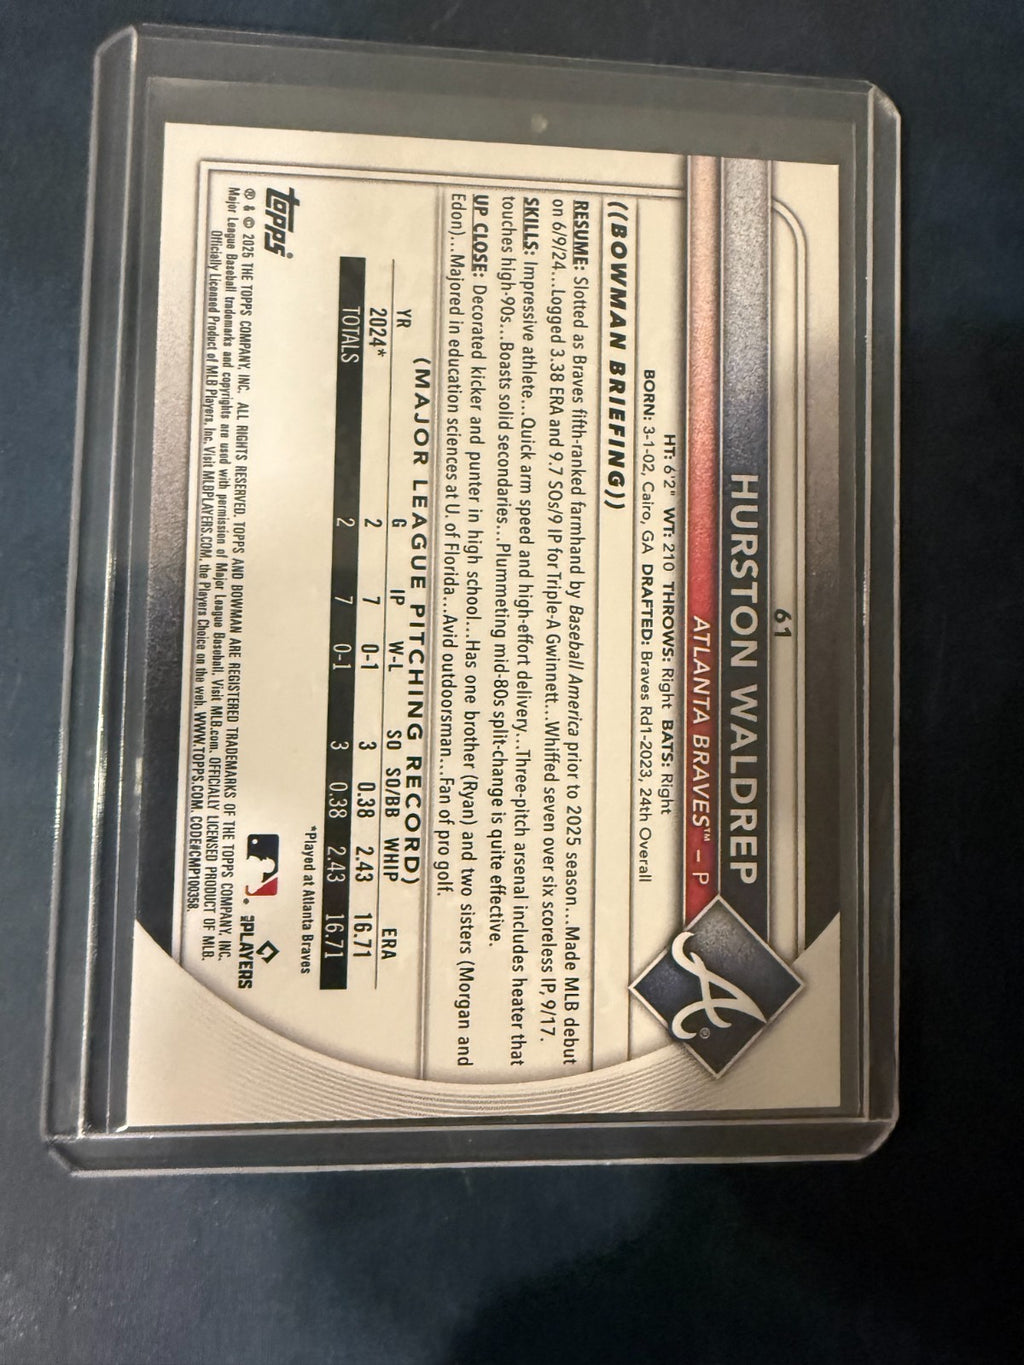 61
HURSTON WALDREP
ATLANTA BRAVES™ – P
HT: 6'2" WT: 210 THROWS: Right BATS: Right
BORN: 3-1-02, Cairo, GA DRAFTED: Braves Rd1-2023, 24th Overall
A®
((BOWMAN BRIEFING))
RESUME: Slotted as Braves fifth-ranked farmhand by Baseball America prior to 2025 season...Made MLB debut
on 6/9/24...Logged 3.38 ERA and 9.7 SOs/9 IP for Triple-A Gwinnett...Whiffed seven over six scoreless IP, 9/17.
SKILLS: Impressive athlete...Quick arm speed and high-effort delivery...Three-pitch arsenal includes heater that
touches high-90s...Boasts solid secondaries...Plummeting mid-80s split-change is quite effective.
UP CLOSE: Decorated kicker and punter in high school...Has one brother (Ryan) and two sisters (Morgan and
Edon)...Majored in education sciences at U. of Florida...Avid outdoorsman...Fan of pro golf.
(MAJOR LEAGUE PITCHING RECORD)
YR G IP W-L SO SO/BB WHIP ERA
2024* 2 7 0-1 3 0.38 2.43 16.71
TOTALS 2 7 0-1 3 0.38 2.43 16.71
*Played at Atlanta Braves
topps
MLB PLAYERS
® & © 2025 THE TOPPS COMPANY, INC. ALL RIGHTS RESERVED. TOPPS AND BOWMAN ARE REGISTERED TRADEMARKS OF THE TOPPS COMPANY, INC.
Major League Baseball trademarks and copyrights are used with permission of Major League Baseball. Visit MLB.com. OFFICIALLY LICENSED PRODUCT OF MLB.
Officially Licensed Product of MLB Players, Inc. Visit MLBPLAYERS.COM, the Players Choice on the web. WWW.TOPPS.COM. CODE#CMP100358.